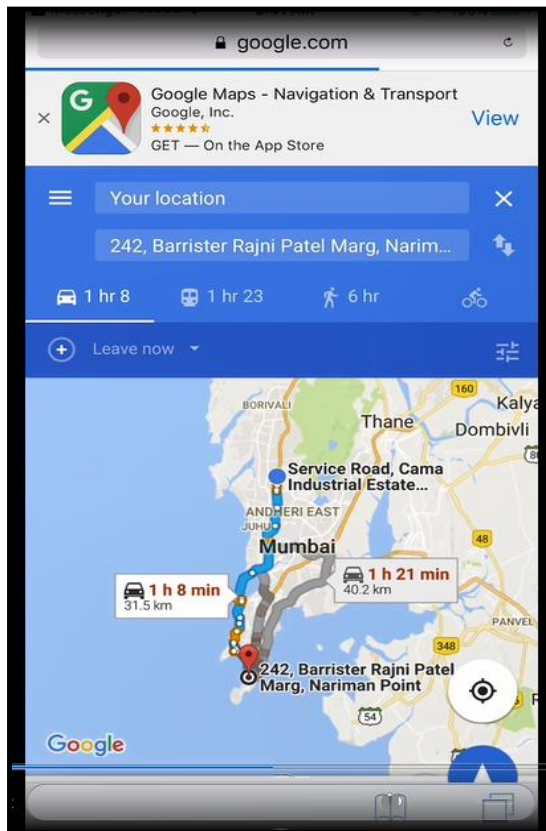 google.com
G
Google Maps - Navigation & Transport
Google, Inc.
GET — On the App Store
View
Your location
242, Barrister Rajni Patel Marg, Narim...
1 hr 8
1 hr 23
6 hr
Leave now
160
BORIVALI
Kalya
Thane
Dombivli
Service Road, Cama
Industrial Estate...
ANDHERI EAST
JUHU
48
Mumbai
1 h 8 min
31.5 km
1 h 21 min
40.2 km
PANVEL
348
242, Barrister Rajni Patel
Marg, Nariman Point
54
Google